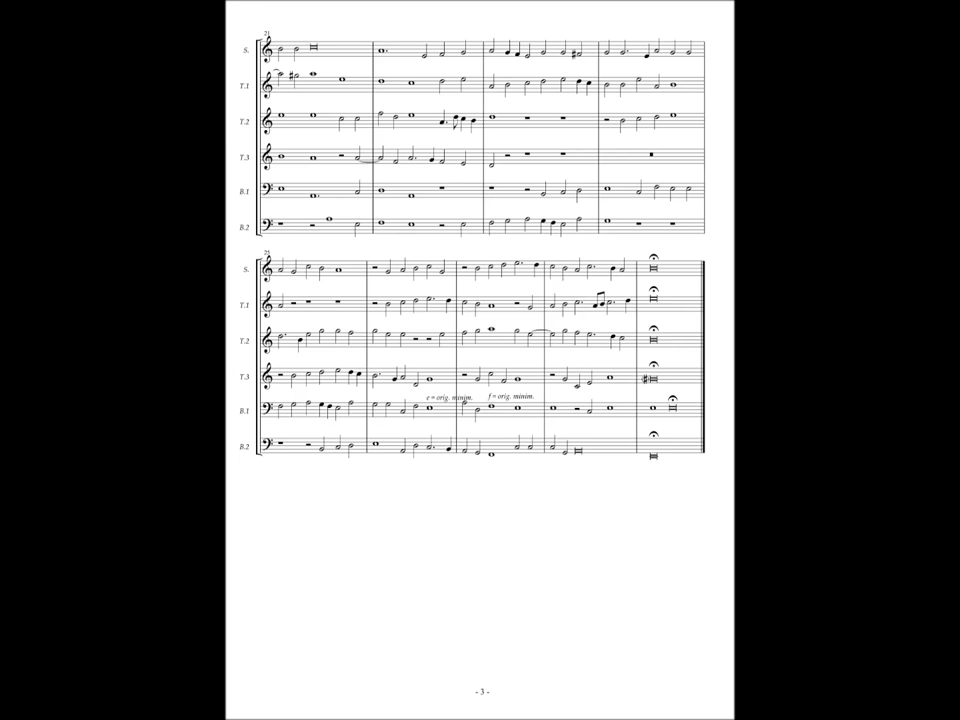 21
S.
T.1
T.2
T.3
B.1
B.2
25
S.
T.1
T.2
T.3
e = orig. minim. f = orig. minim.
B.1
B.2
- 3 -